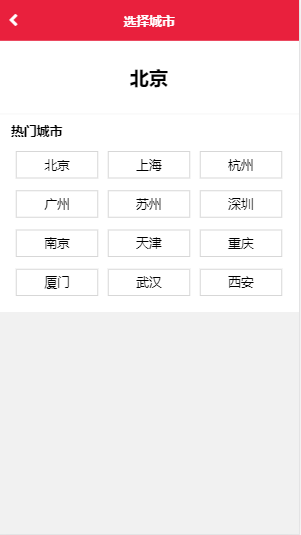 选择城市
北京
热门城市
北京 上海 杭州
广州 苏州 深圳
南京 天津 重庆
厦门 武汉 西安